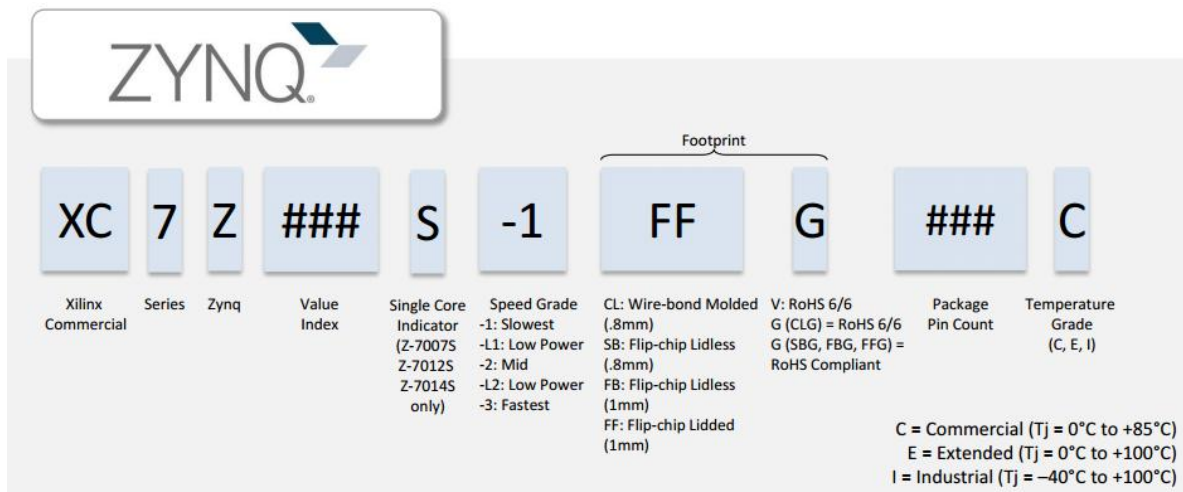 ZYNQ®
Footprint
XC 7 Z ### S -1 FF G ### C
Xilinx
Commercial
Series
Zynq
Value
Index
Single Core
Indicator
(Z-7007S
Z-7012S
Z-7014S
only)
Speed Grade
-1: Slowest
-L1: Low Power
-2: Mid
-L2: Low Power
-3: Fastest
CL: Wire-bond Molded
(.8mm)
SB: Flip-chip Lidless
(.8mm)
FB: Flip-chip Lidless
(1mm)
FF: Flip-chip Lidded
(1mm)
V: RoHS 6/6
G (CLG) = RoHS 6/6
G (SBG, FBG, FFG) =
RoHS Compliant
Package
Pin Count
Temperature
Grade
(C, E, I)
C = Commercial (Tj = 0°C to +85°C)
E = Extended (Tj = 0°C to +100°C)
I = Industrial (Tj = –40°C to +100°C)